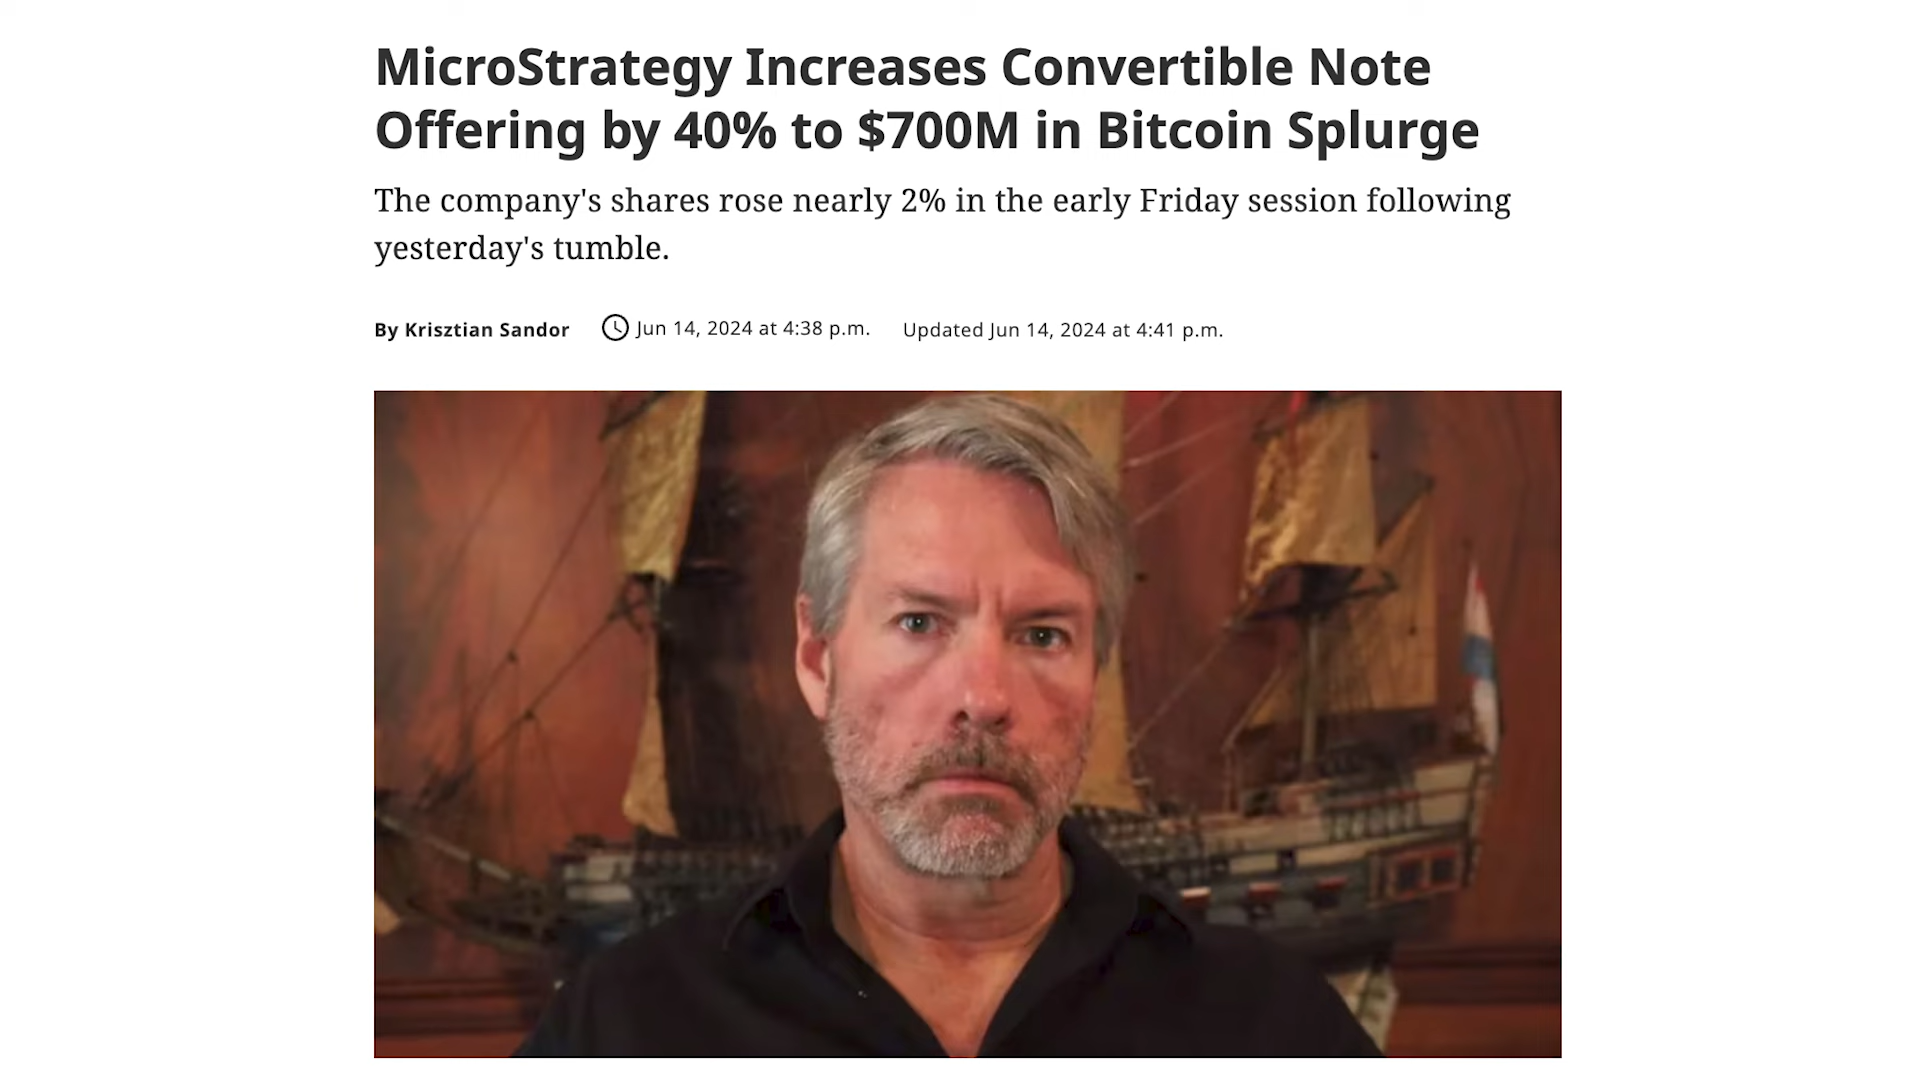 MicroStrategy Increases Convertible Note
Offering by 40% to $700M in Bitcoin Splurge
The company's shares rose nearly 2% in the early Friday session following
yesterday's tumble.
By Krisztian Sandor Jun 14, 2024 at 4:38 p.m. Updated Jun 14, 2024 at 4:41 p.m.